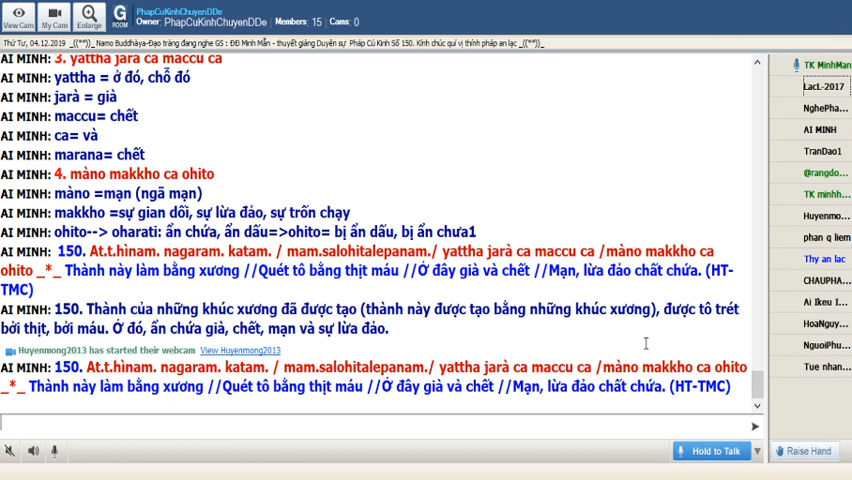 PhapCuKinhChuyenDDe
Owner: PhapCuKinhChuyenDDe Members: 15 Cams: 0
View Cam My Cam Enlarge G ROOM
Thứ Tư, 04.12.2019 _((**))_ Namo Buddhàya-Đạo tràng đang nghe GS : ĐĐ Minh Mẫn - thuyết giảng Duyên sự Pháp Cú Kinh Số 150. Kính chúc quí vị thính pháp an lạc _((**)_
AI MINH: 3. yattha jarà ca maccu ca
AI MINH: yattha = ở đó, chỗ đó
AI MINH: jarà = già
AI MINH: maccu= chết
AI MINH: ca= và
AI MINH: marana= chết
AI MINH: 4. màno makkho ca ohito
AI MINH: màno =mạn (ngã mạn)
AI MINH: makkho =sự gian dối, sự lừa đảo, sự trốn chạy
AI MINH: ohito--> oharati: ẩn chứa, ẩn dấu=>ohito= bị ẩn dấu, bị ẩn chưa1
AI MINH: 150. At.t.hìnam. nagaram. katam. / mam.salohitalepanam./ yattha jarà ca maccu ca /màno makkho ca
ohito _*_ Thành này làm bằng xương //Quét tô bằng thịt máu //Ở đây già và chết //Mạn, lừa đảo chất chứa. (HT-
TMC)
AI MINH: 150. Thành của những khúc xương đã được tạo (thành này được tạo bằng những khúc xương), được tô trét
bởi thịt, bởi máu. Ở đó, ẩn chứa già, chết, mạn và sự lừa đảo.
Huyenmong2013 has started their webcam View Huyenmong2013
AI MINH: 150. At.t.hìnam. nagaram. katam. / mam.salohitalepanam./ yattha jarà ca maccu ca /màno makkho ca ohito
_*_ Thành này làm bằng xương //Quét tô bằng thịt máu //Ở đây già và chết //Mạn, lừa đảo chất chứa. (HT-TMC)
Hold to Talk
Raise Hand
TK MinhMan
LacL-2017
NghePha...
AI MINH
TranDao1
@rangdo...
TK minhh...
Huyenmo...
phan q liem
Thy an lac
CHAUPHA...
Ai Ikeu I...
HoaNguy...
NguoiPhu...
Tue nhan...